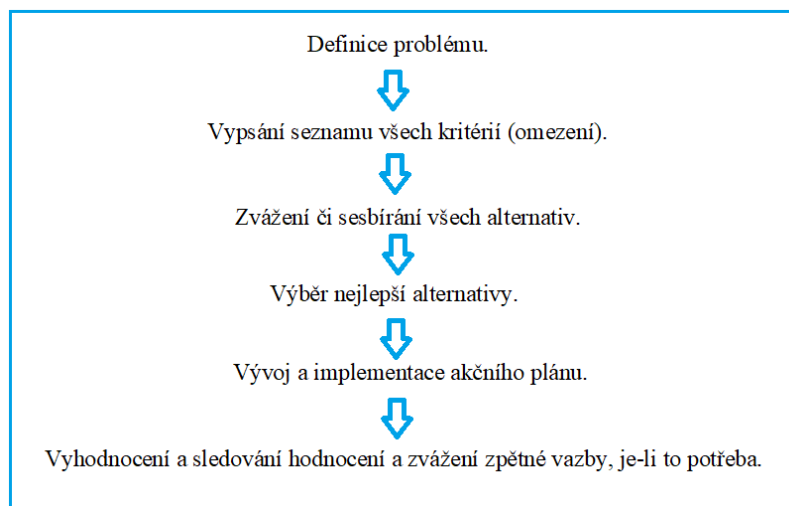 Definice problému.
Vypsání seznamu všech kritérií (omezení).
Zvážení či sesbírání všech alternativ.
Výběr nejlepší alternativy.
Vývoj a implementace akčního plánu.
Vyhodnocení a sledování hodnocení a zvážení zpětné vazby, je-li to potřeba.